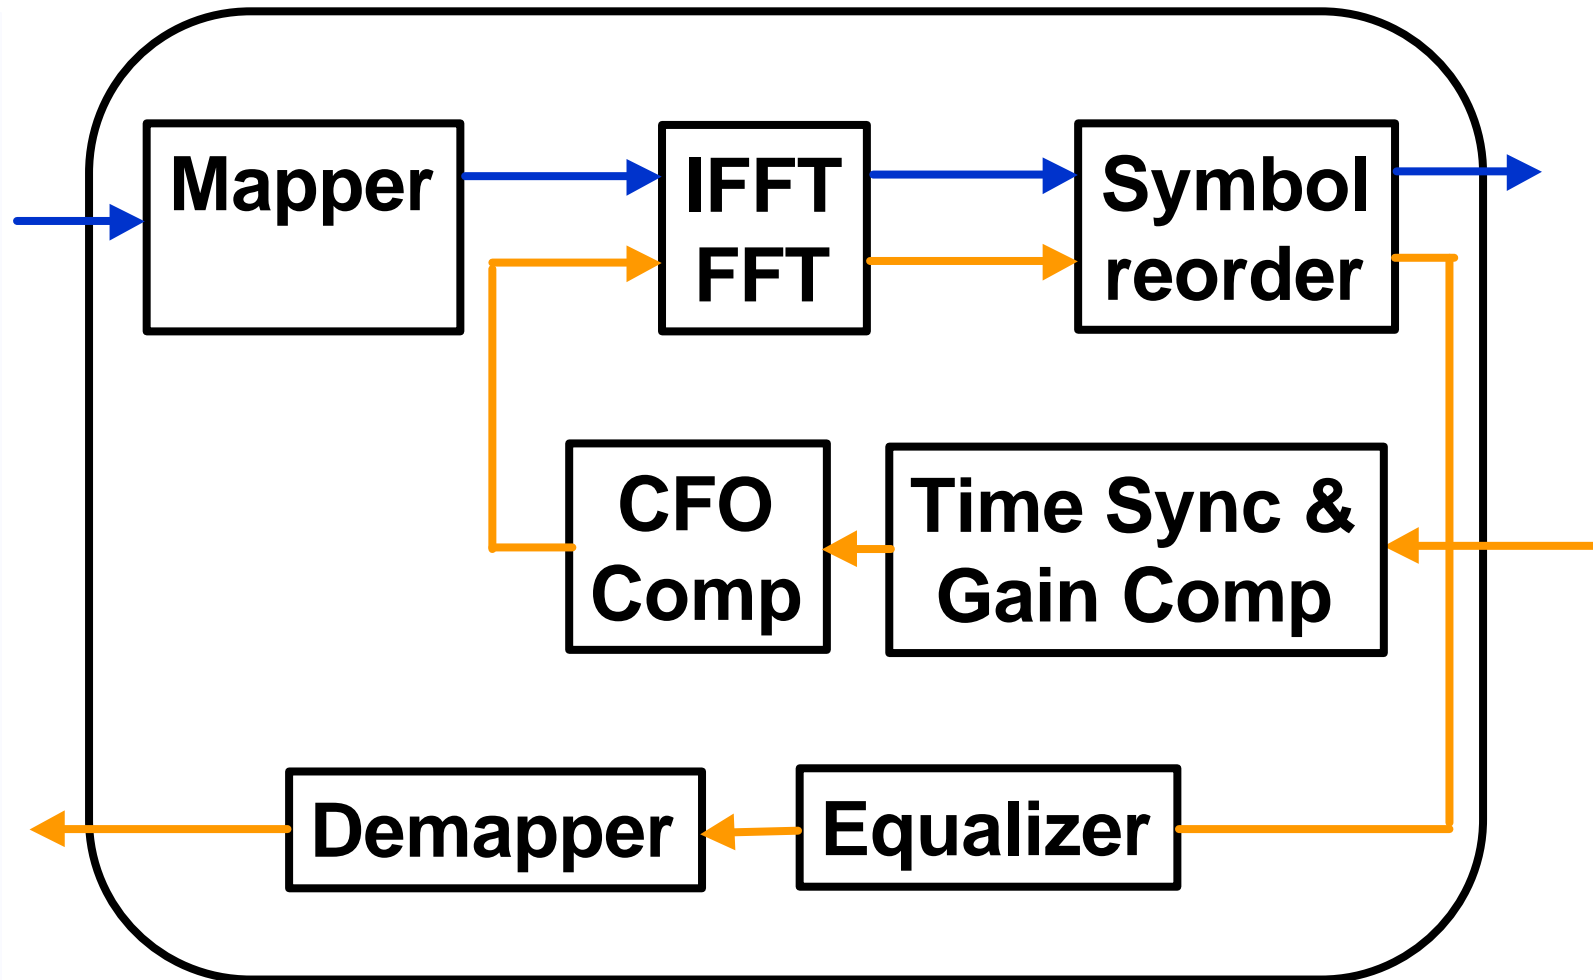 Mapper
IFFT
FFT
Symbol
reorder
CFO
Comp
Time Sync &
Gain Comp
Demapper
Equalizer